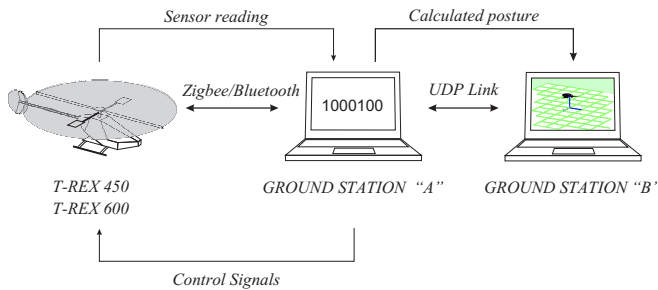 Sensor reading
Calculated posture
Zigbee/Bluetooth
1000100
UDP Link
T-REX 450
T-REX 600
GROUND STATION “A”
GROUND STATION “B’
Control Signals